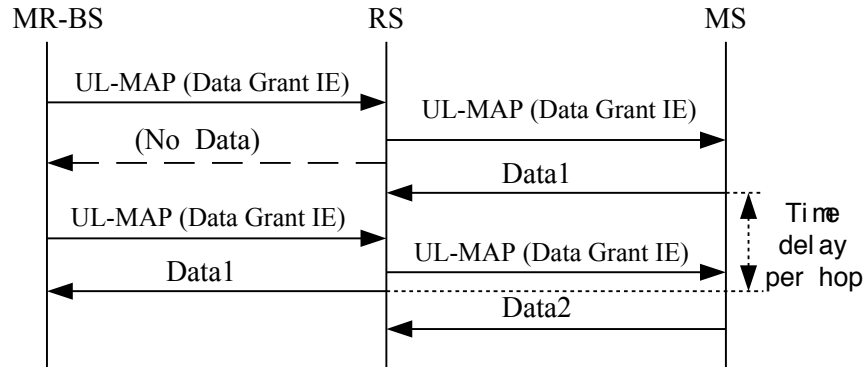 MR-BS RS MS
UL-MAP (Data Grant IE)
UL-MAP (Data Grant IE)
(No Data)
Data1
UL-MAP (Data Grant IE)
Time
delay
per hop
UL-MAP (Data Grant IE)
Data1
Data2